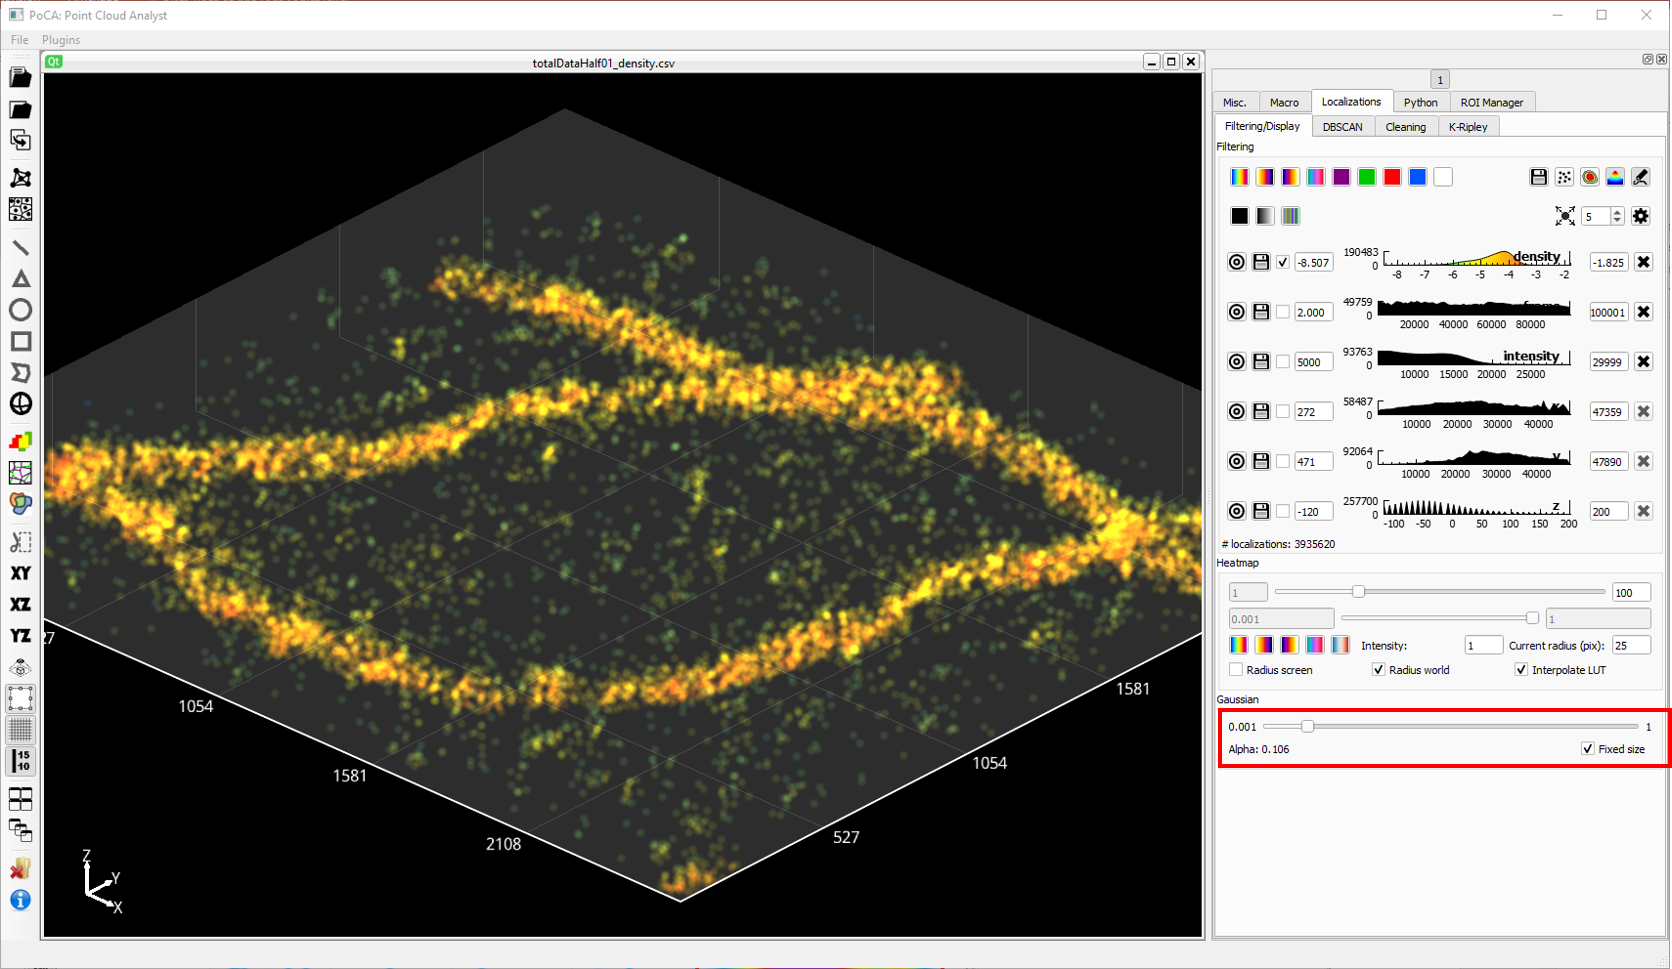 PoCA: Point Cloud Analyst
File Plugins
Qt totalDataHalf01_density.csv
1
Misc. Macro Localizations Python ROI Manager
Filtering/Display DBSCAN Cleaning K-Ripley
Filtering
5
-8.507 190483 0 density -8 -7 -6 -5 -4 -3 -2 -1.825
2.000 49759 0 20000 40000 60000 80000 100001
5000 93763 0 intensity 10000 15000 20000 25000 29999
272 58487 0 10000 20000 30000 40000 47359
471 92064 0 y 10000 20000 30000 40000 47890
-120 257700 0 z -100 -50 0 50 100 150 200 200
# localizations: 3935620
Heatmap
1 100
0.001 1
Intensity: 1 Current radius (pix): 25
Radius screen Radius world Interpolate LUT
Gaussian
0.001 1
Alpha: 0.106 Fixed size
XY
XZ
YZ
15
10
27
1054
1581
2108
527
1054
1581
Z
Y
X